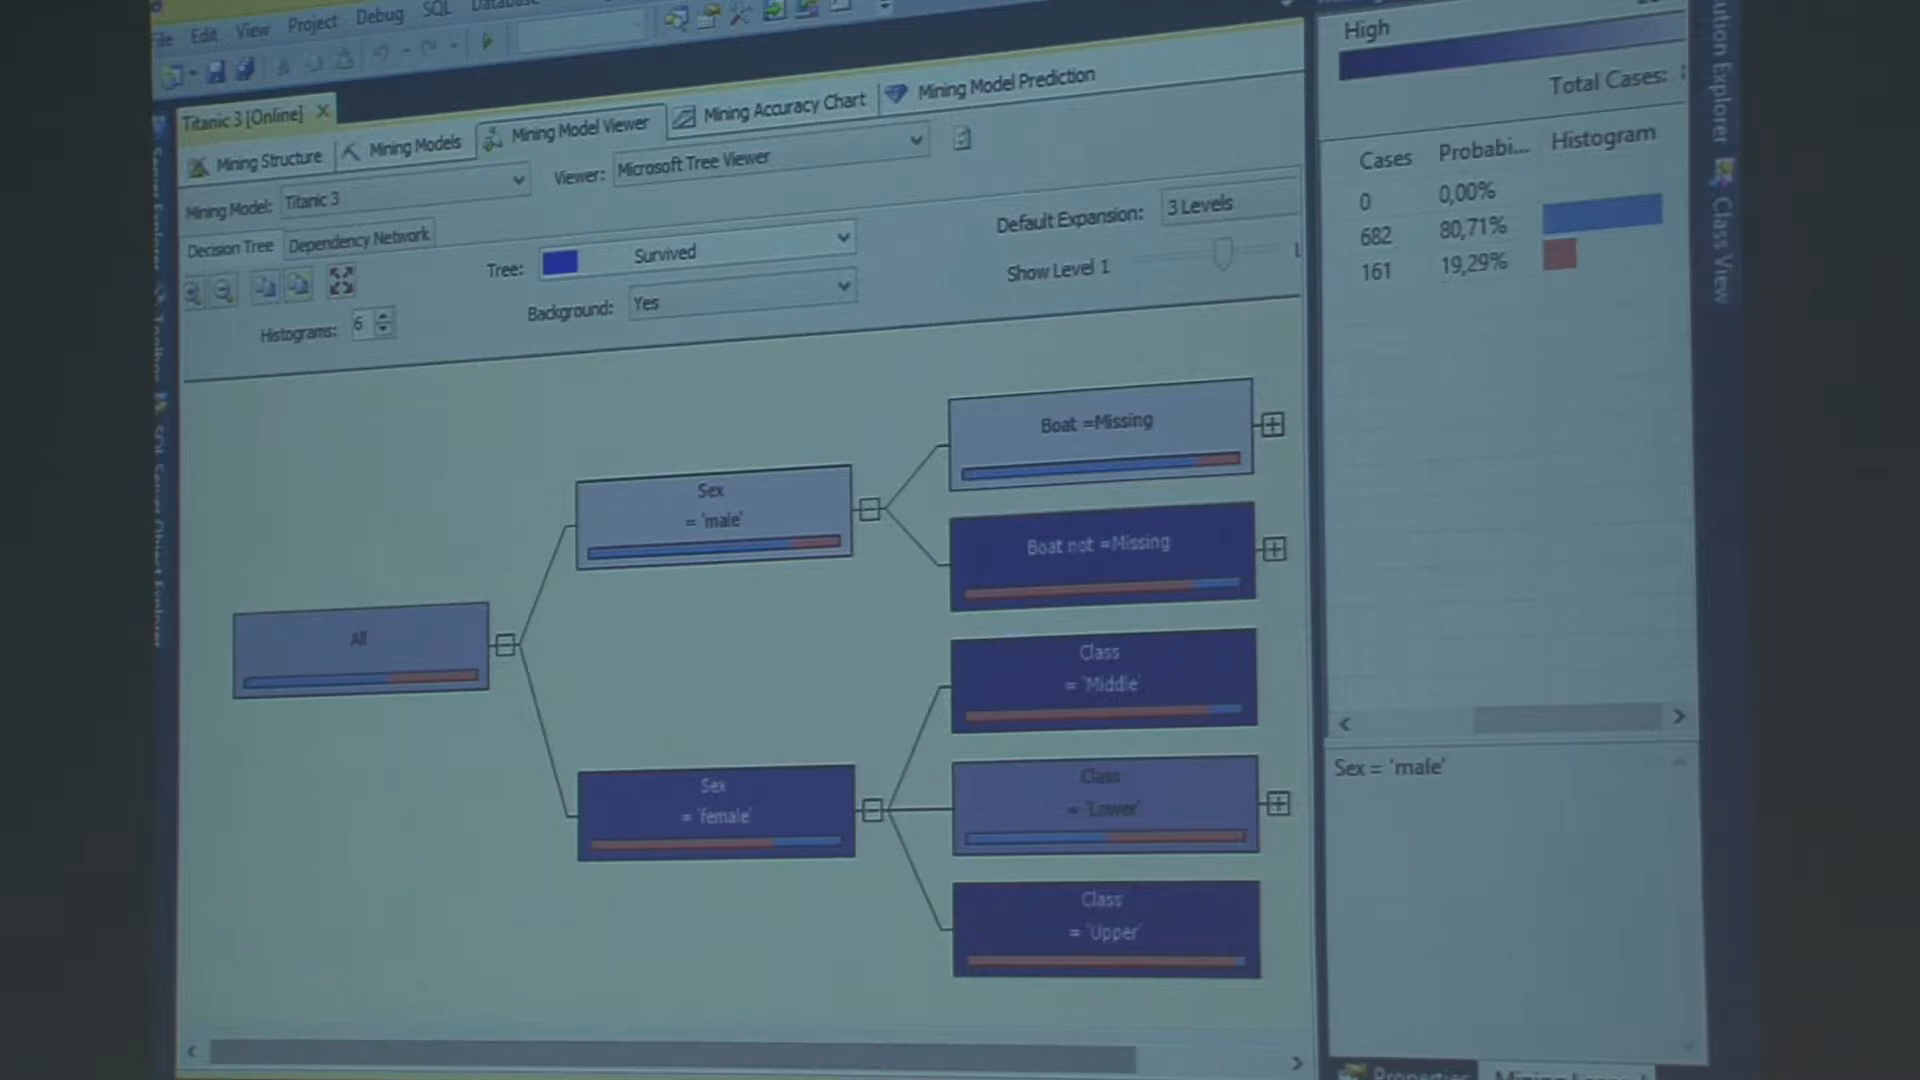 Edit View Project Debug SQL
Titanic 3 [Online]
Mining Structure Mining Models Mining Model Viewer Mining Accuracy Chart Mining Model Prediction
Mining Model: Titanic 3 Viewer: Microsoft Tree Viewer
Decision Tree Dependency Network
Tree: Survived Default Expansion: 3 Levels
Background: Yes Show Level 1
Histograms: 6
All
Sex
= 'male'
Sex
= 'female'
Boat =Missing
Boat not =Missing
Class
= 'Middle'
Class
= 'Lower'
Class
= 'Upper'
High
Total Cases:
Cases Probabi... Histogram
0 0,00%
682 80,71%
161 19,29%
Sex = 'male'
Class View